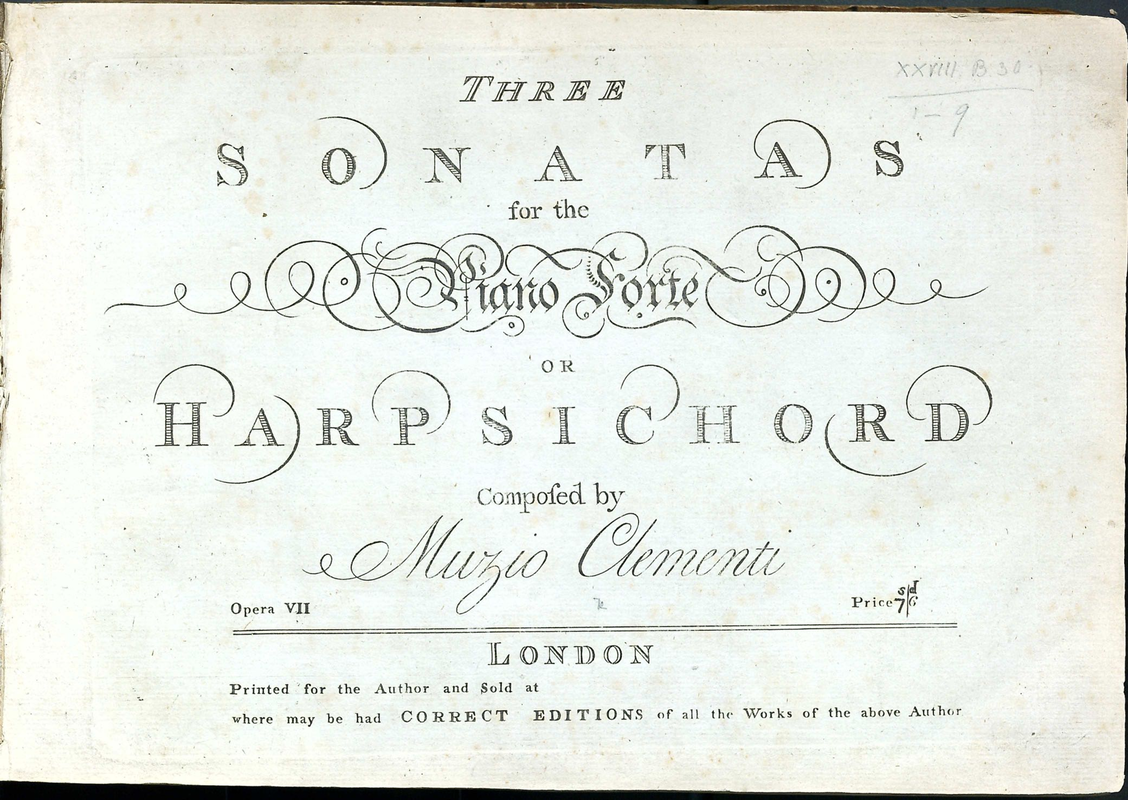 XXVIII. B 30
1-9
THREE
SONATAS
for the
Piano Forte
OR
HARPSICHORD
Compoſed by
Muzio Clementi
Opera VII
Price 7s/6d
LONDON
Printed for the Author and Sold at
where may be had CORRECT EDITIONS of all the Works of the above Author